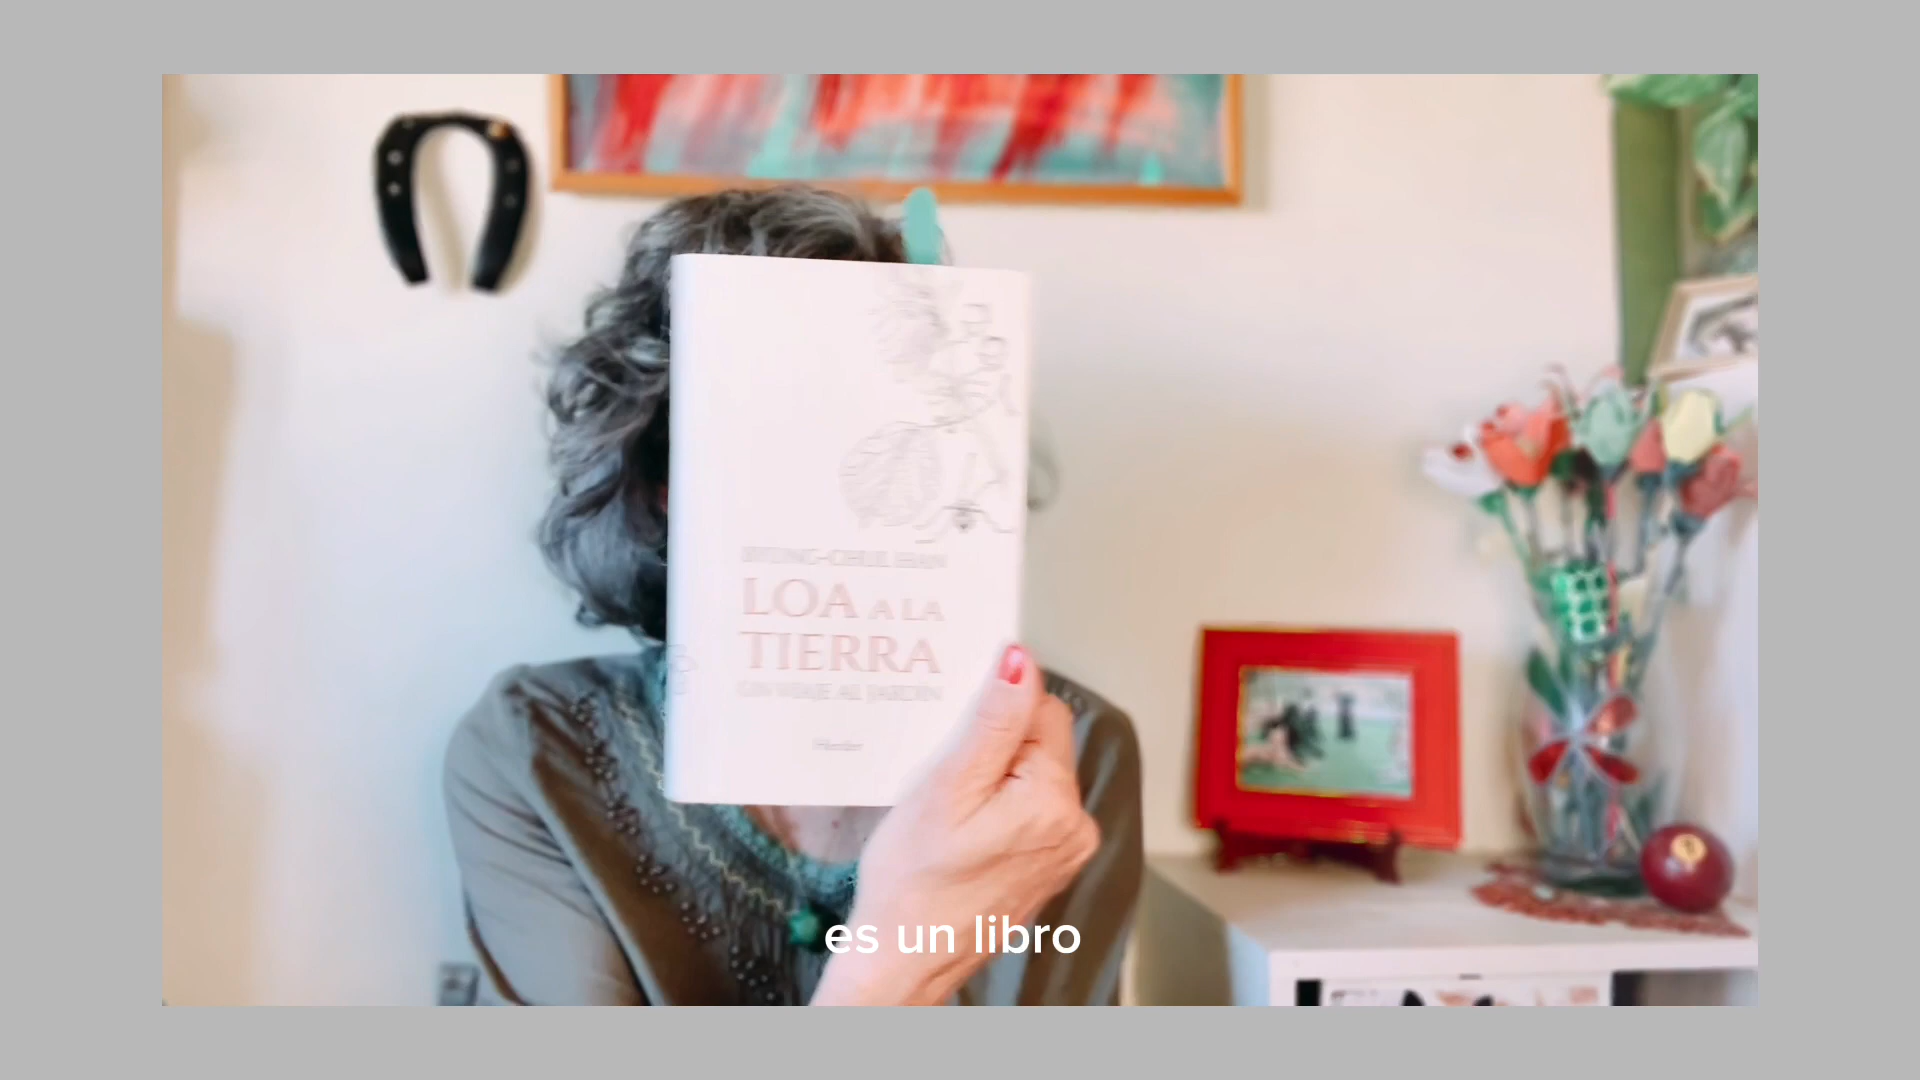 BYUNG-CHUL HAN
LOA A LA
TIERRA
UN VIAJE AL JARDÍN
Herder
es un libro